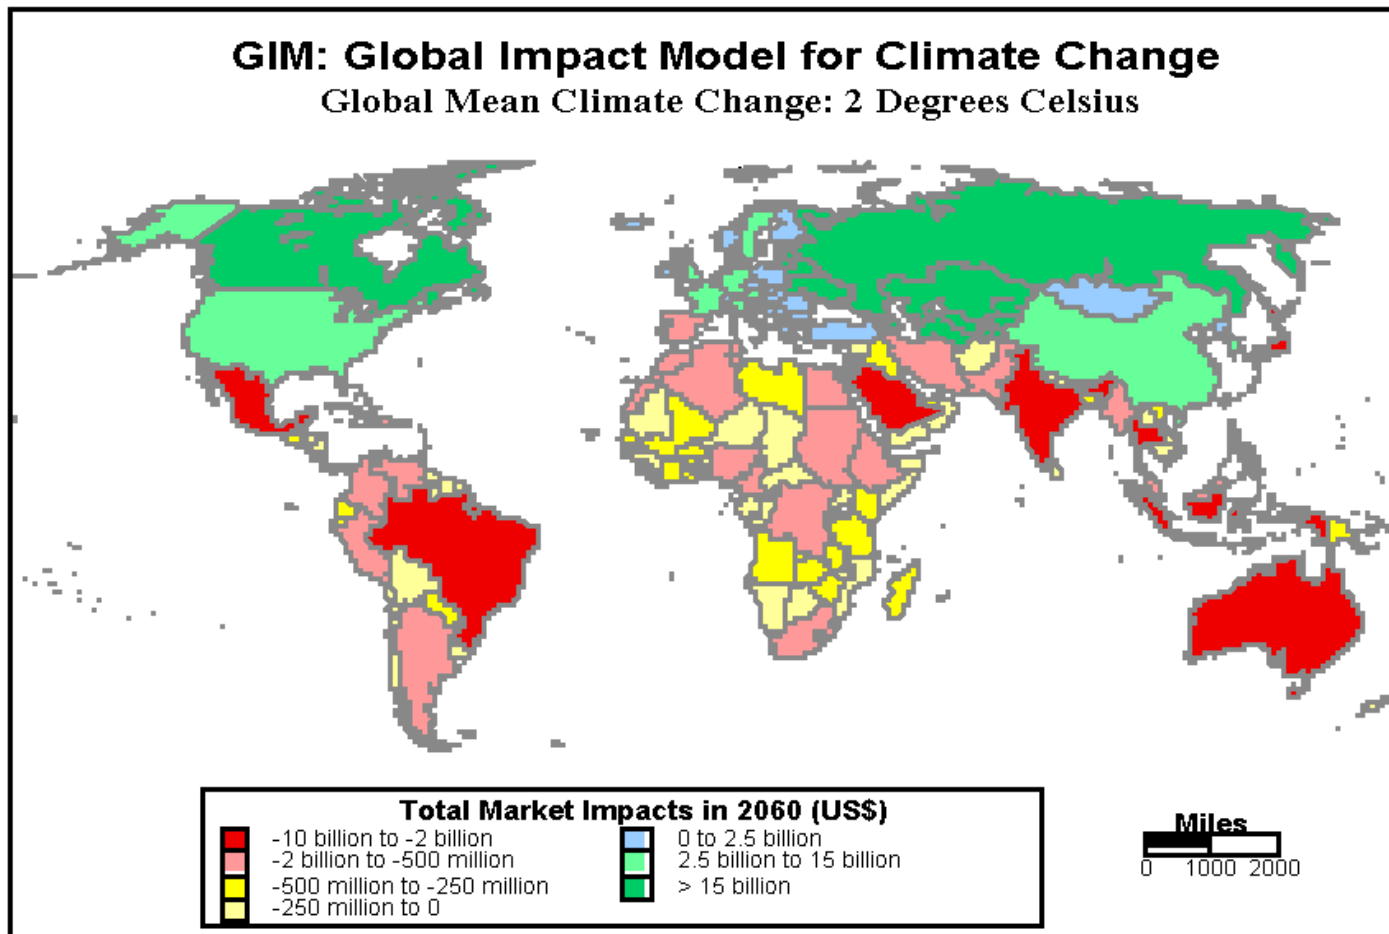 GIM: Global Impact Model for Climate Change
Global Mean Climate Change: 2 Degrees Celsius
Total Market Impacts in 2060 (US$)
-10 billion to -2 billion
-2 billion to -500 million
-500 million to -250 million
-250 million to 0
0 to 2.5 billion
2.5 billion to 15 billion
> 15 billion
Miles
0 1000 2000